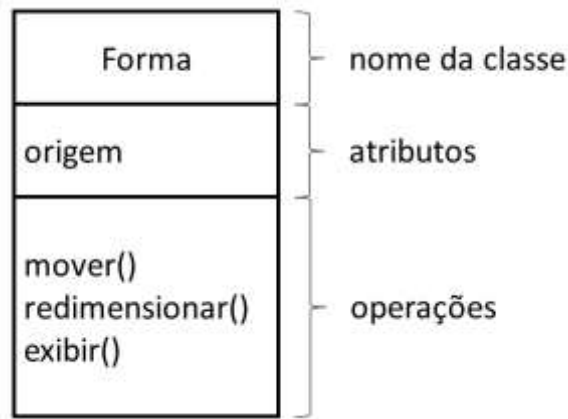 Forma
nome da classe
origem
atributos
mover()
redimensionar()
exibir()
operações